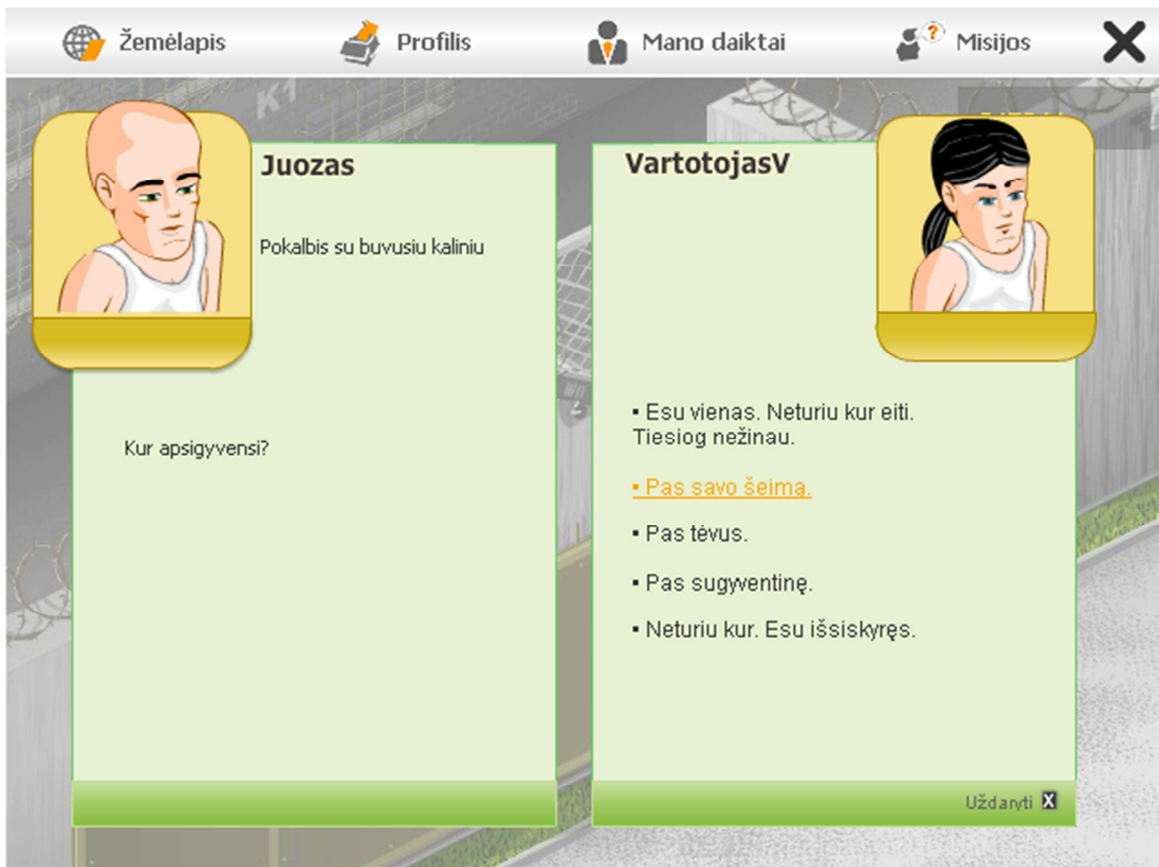 Žemėlapis
Profilis
Mano daiktai
Misijos
K1
Juozas
VartotojasV
Pokalbis su buvusiu kaliniu
Kur apsigyvensi?
▪ Esu vienas. Neturiu kur eiti.
Tiesiog nežinau.
▪ Pas savo šeimą.
▪ Pas tėvus.
▪ Pas sugyventinę.
▪ Neturiu kur. Esu išsiskyręs.
Uždaryti X